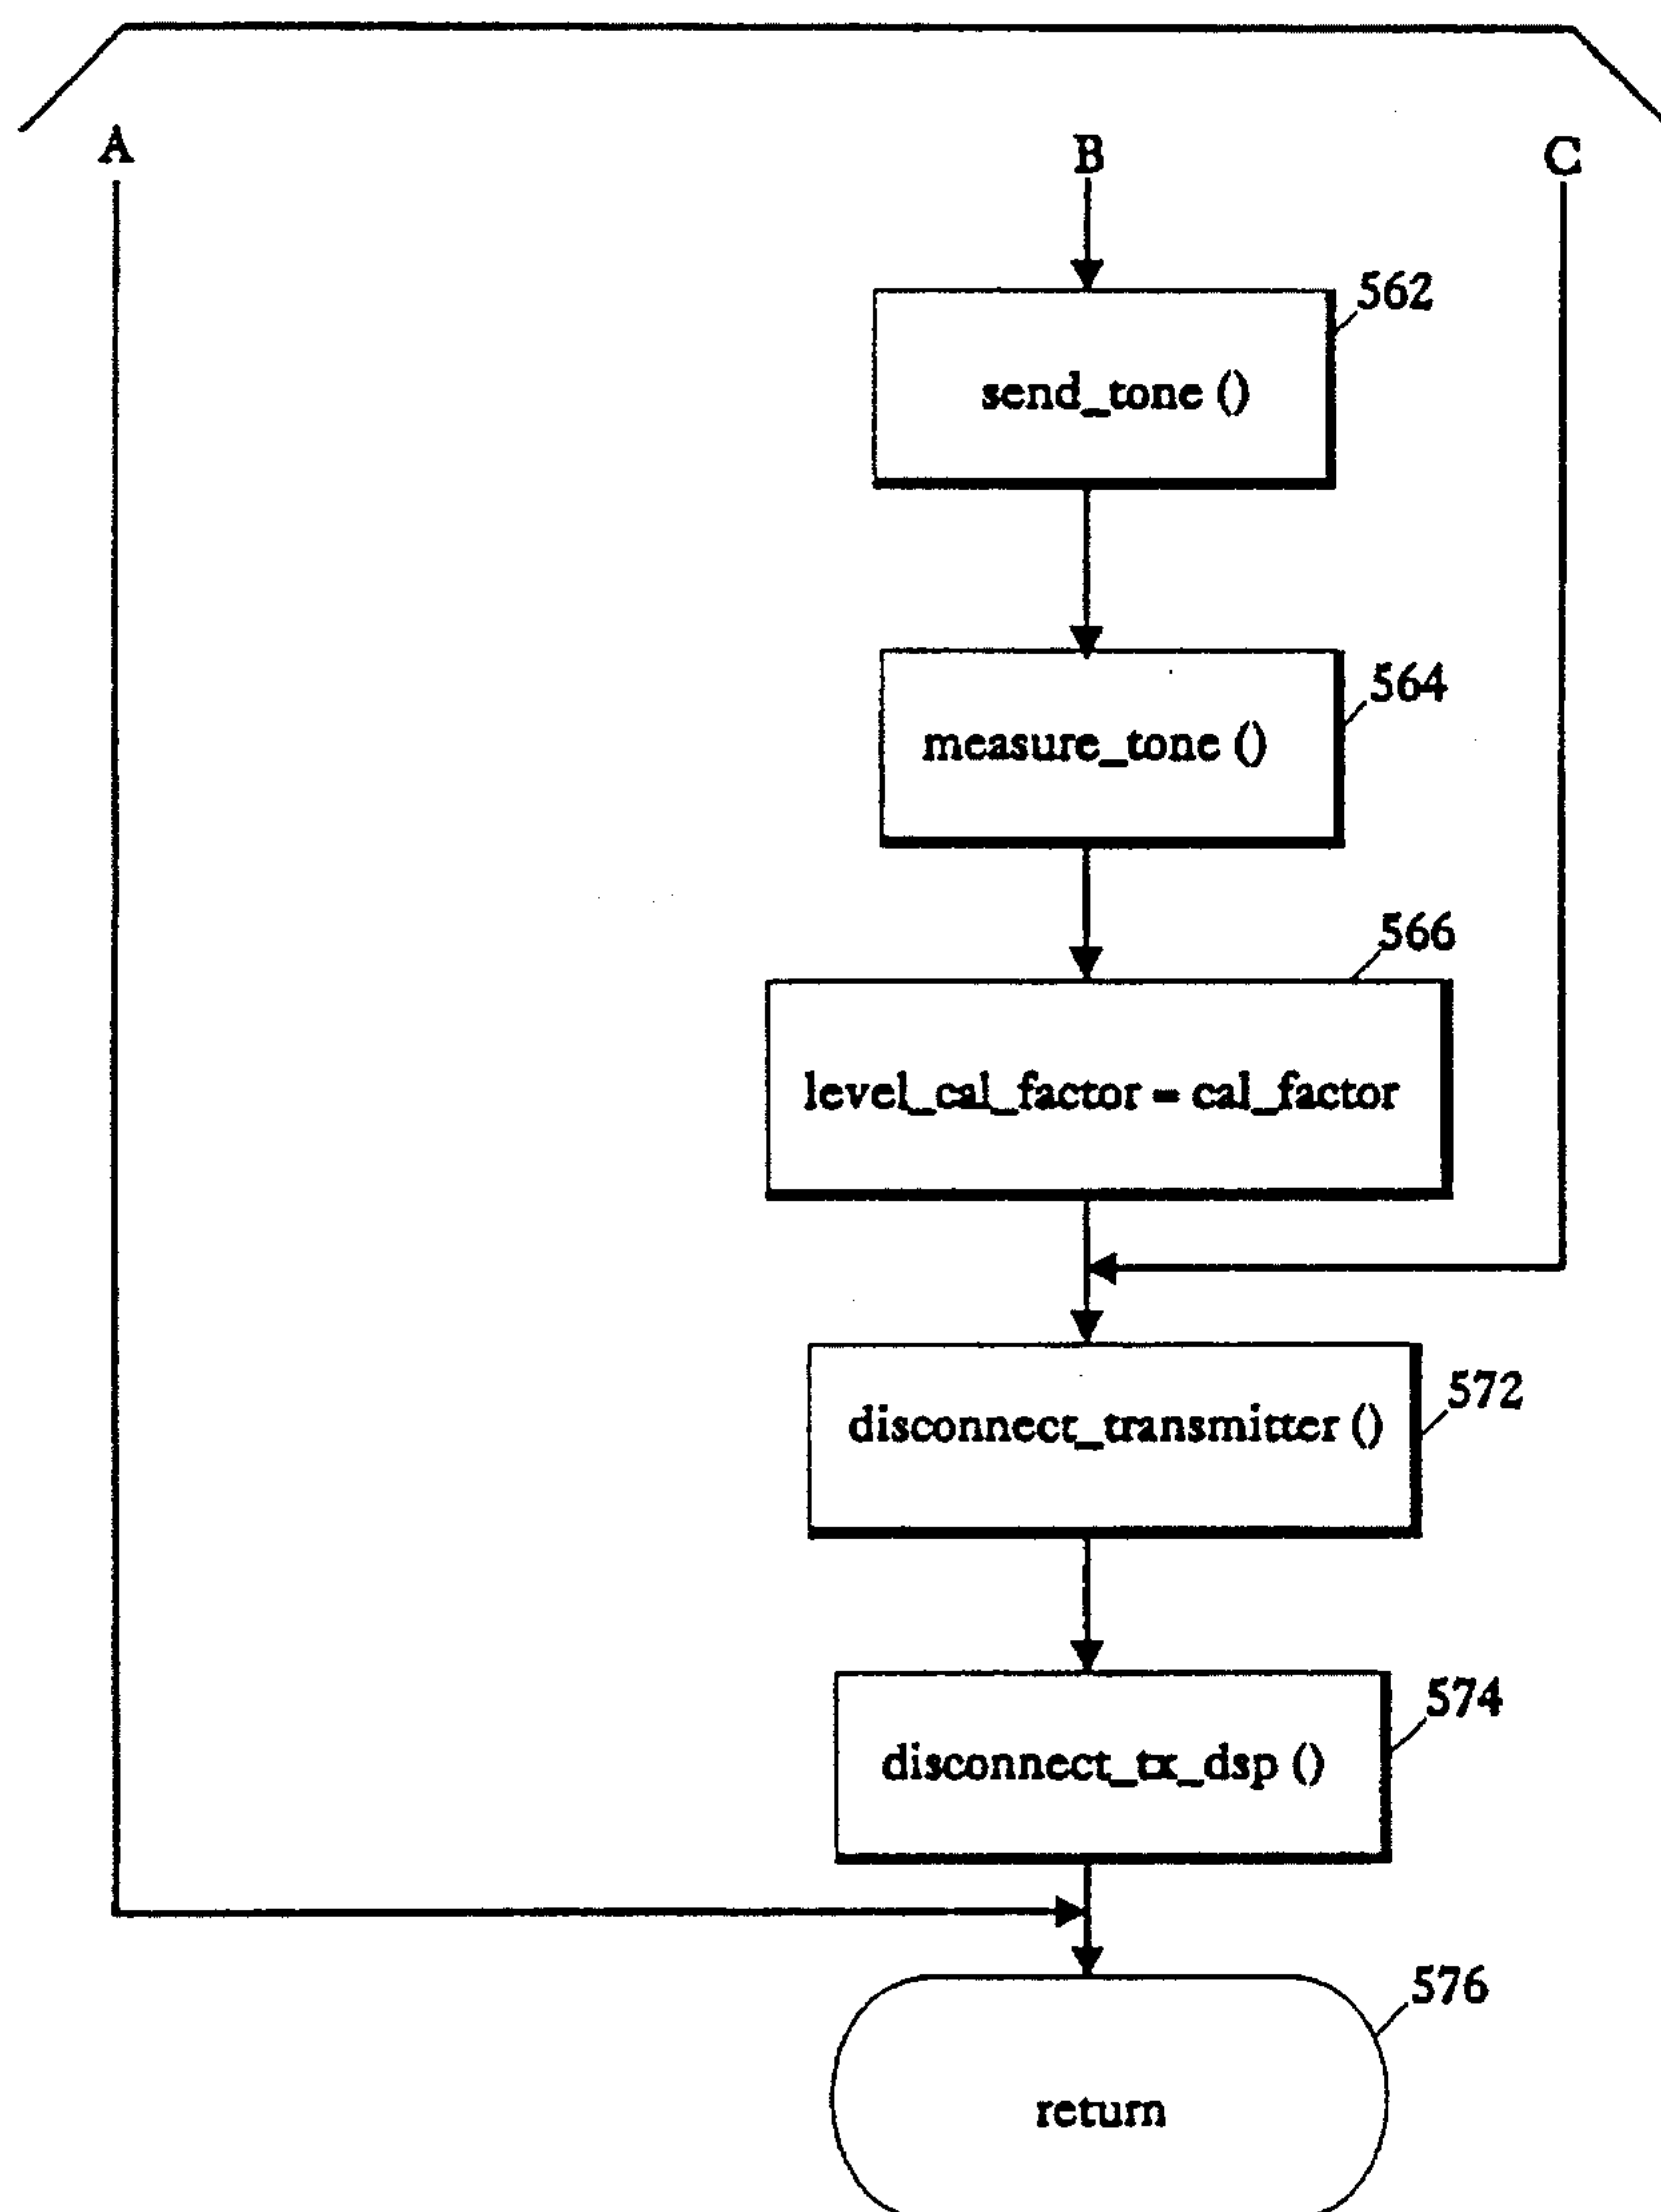 A
B
C
562
send_tone ()
564
measure_tone ()
566
level_cal_factor = cal_factor
572
disconnect_transmitter ()
574
disconnect_tx_dsp ()
576
return